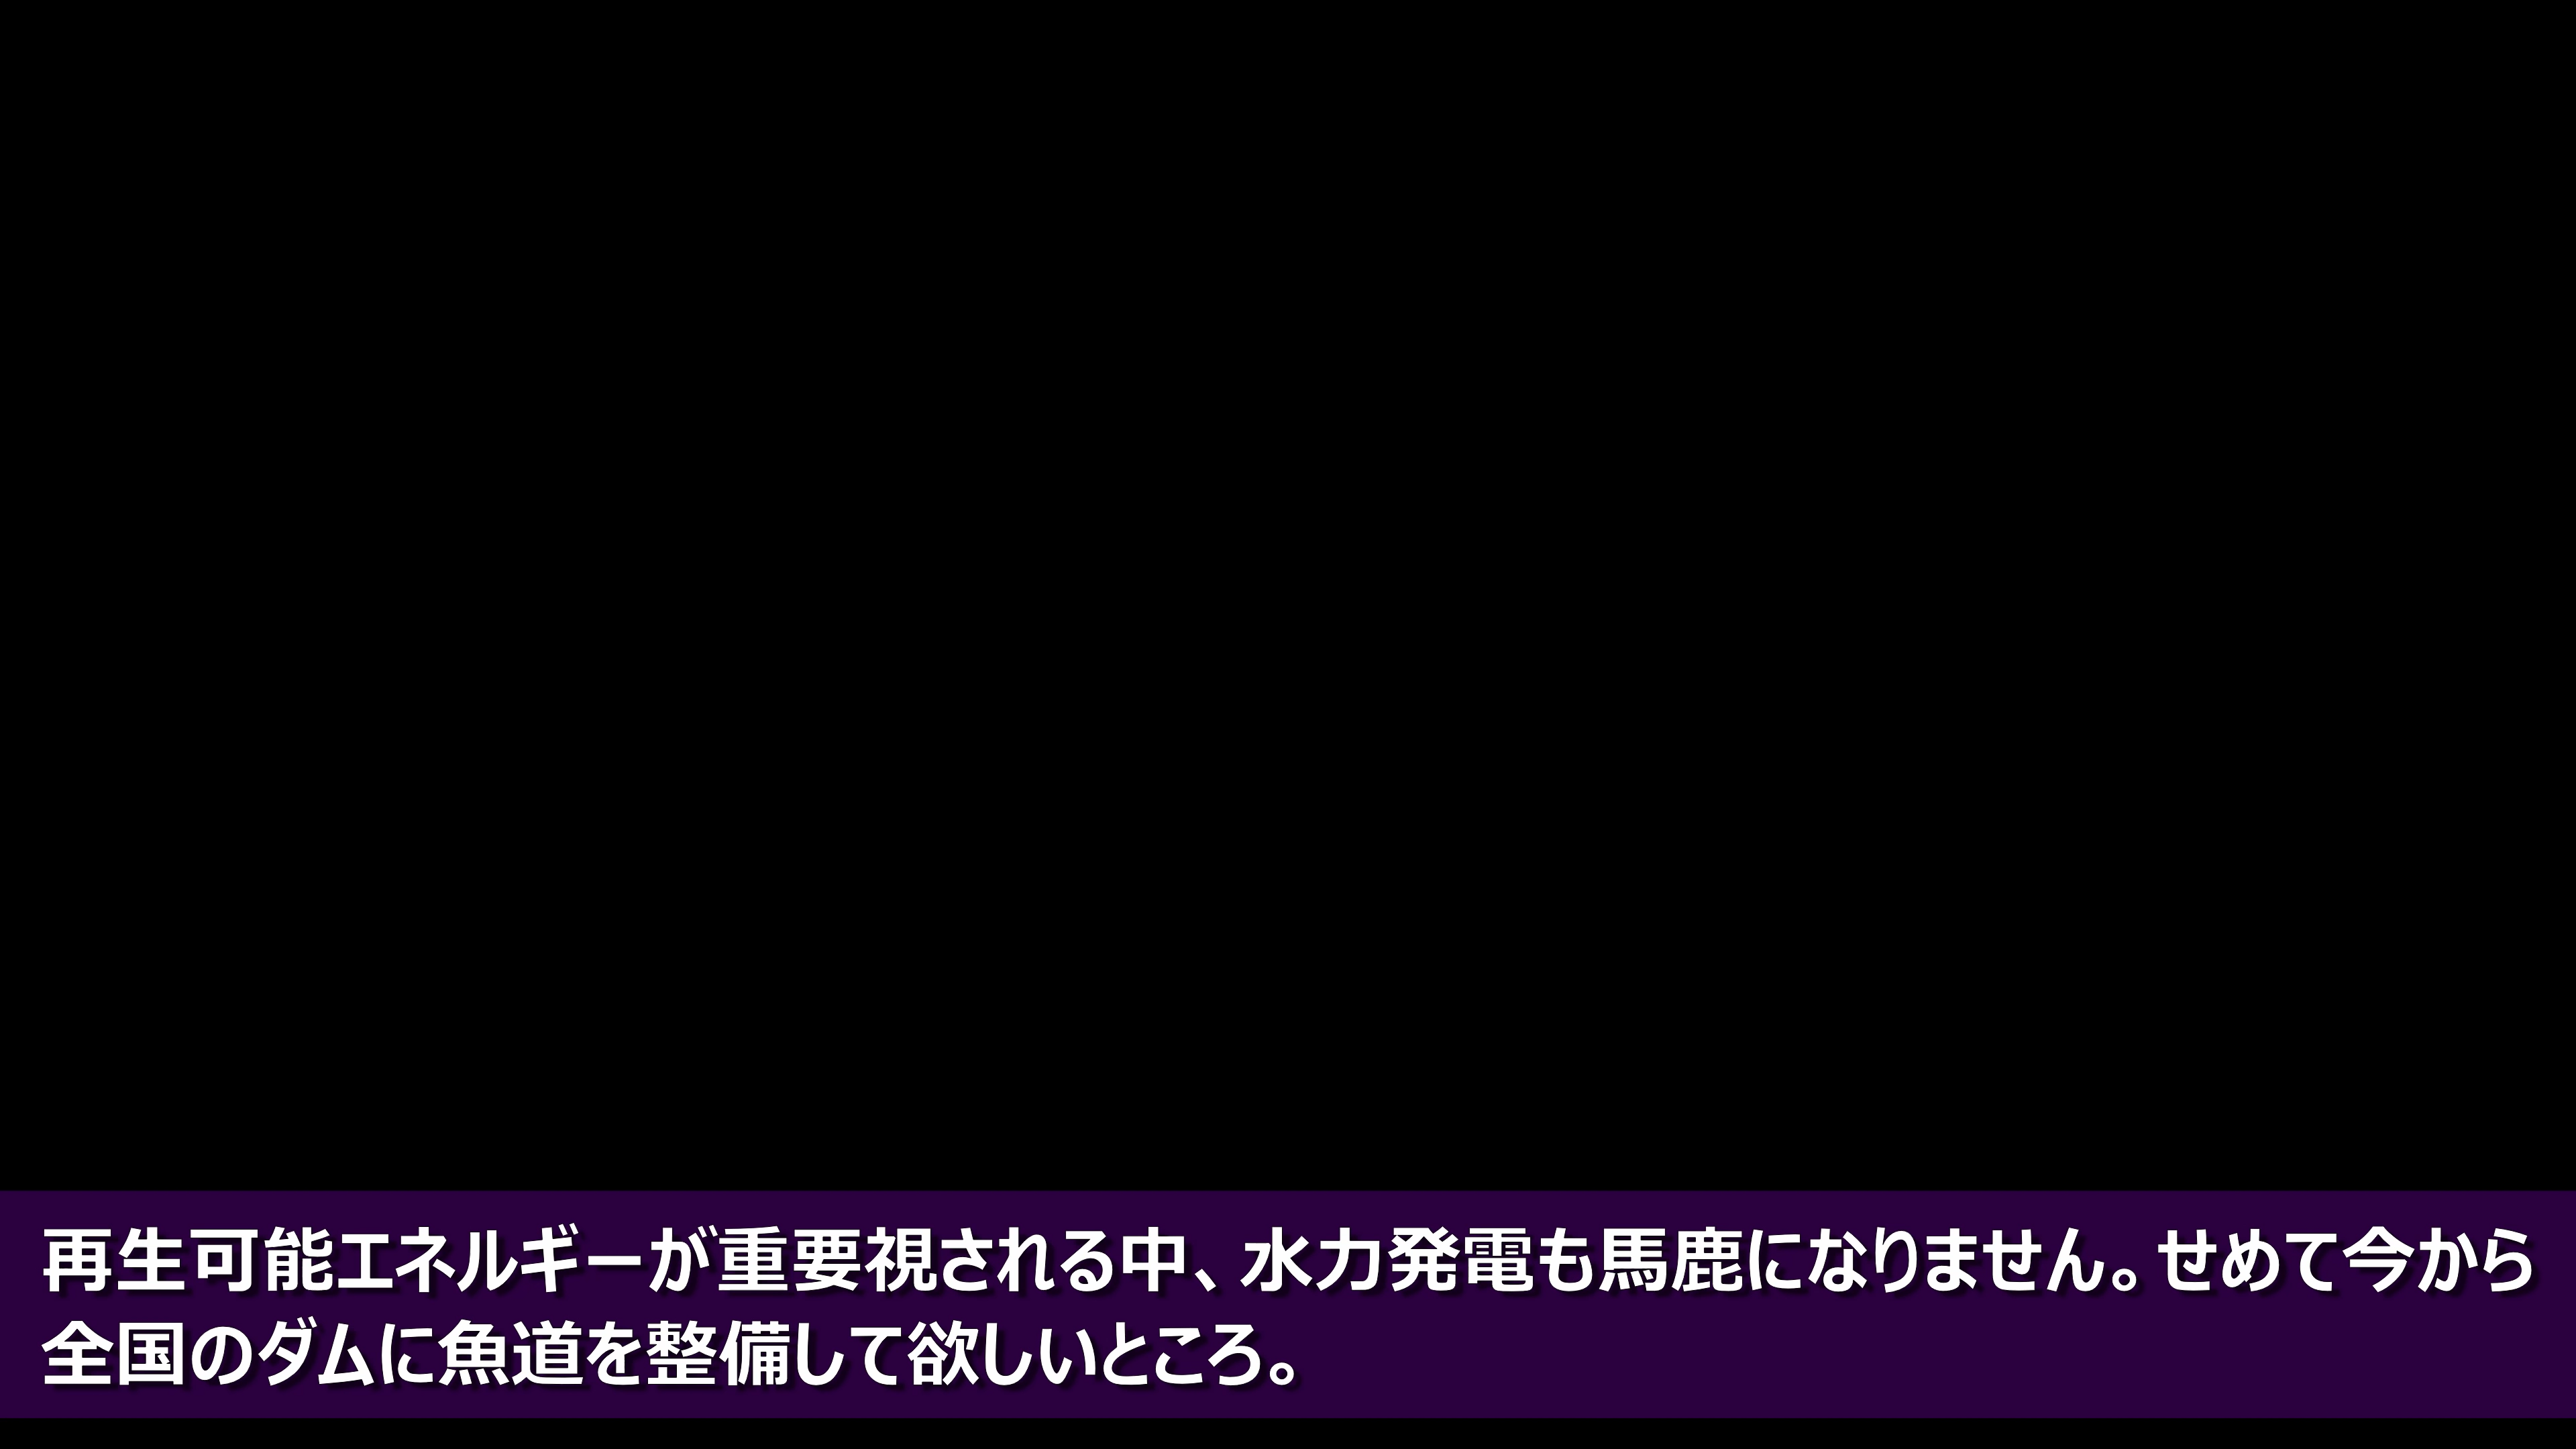 再生可能エネルギーが重要視される中、水力発電も馬鹿になりません。せめて今から
全国のダムに魚道を整備して欲しいところ。